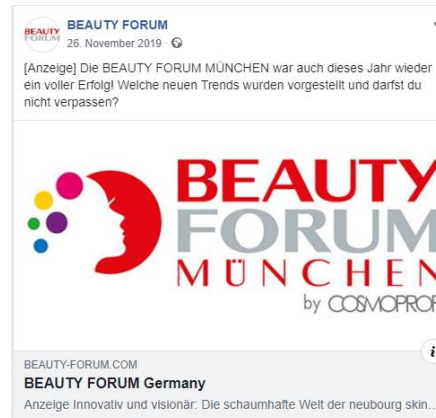 BEAUTY FORUM
BEAUTY FORUM
26. November 2019 ·
[Anzeige] Die BEAUTY FORUM MÜNCHEN war auch dieses Jahr wieder
ein voller Erfolg! Welche neuen Trends wurden vorgestellt und darfst du
nicht verpassen?
BEAUTY
FORUM
MÜNCHEN
by COSMOPROF
i
BEAUTY-FORUM.COM
BEAUTY FORUM Germany
Anzeige Innovativ und visionär: Die schaumhafte Welt der neubourg skin...